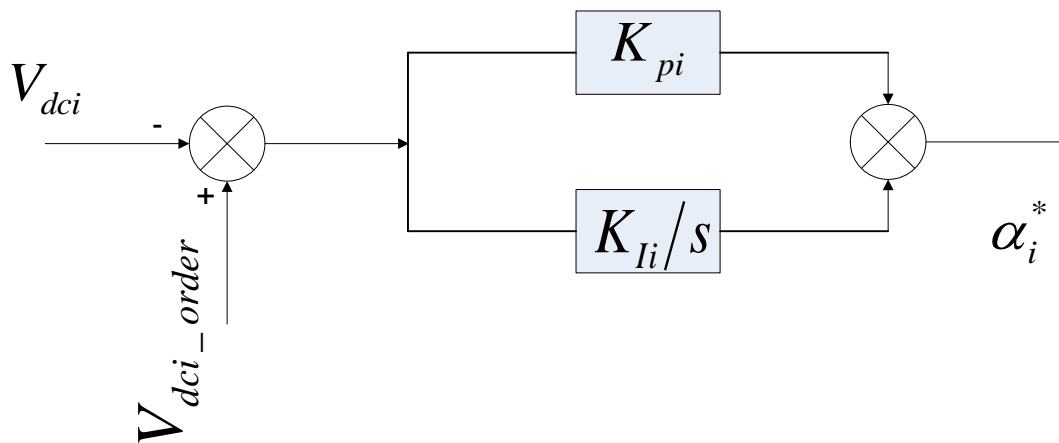 K_pi
V_dci
-
+
K_Ii/s
α_i^*
V_dci_order